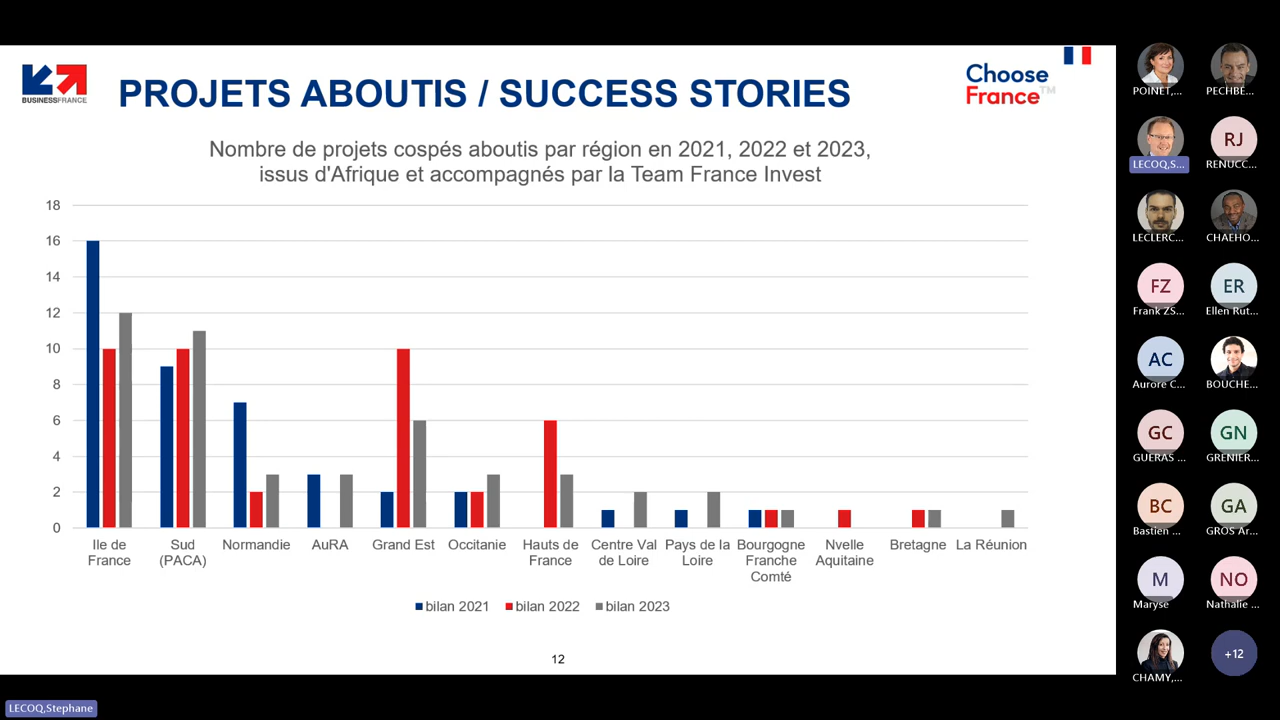 BUSINESSFRANCE
PROJETS ABOUTIS / SUCCESS STORIES
Choose
France™
Nombre de projets cospés aboutis par région en 2021, 2022 et 2023,
issus d'Afrique et accompagnés par la Team France Invest
18
16
14
12
10
8
6
4
2
0
Ile de
France
Sud
(PACA)
Normandie
AuRA
Grand Est
Occitanie
Hauts de
France
Centre Val
de Loire
Pays de la
Loire
Bourgogne
Franche
Comté
Nvelle
Aquitaine
Bretagne
La Réunion
bilan 2021
bilan 2022
bilan 2023
12
POINET,...
PECHBE...
LECOQ,S...
RJ
RENUCC...
LECLERC...
CHAEHO...
FZ
Frank ZS...
ER
Ellen Rut...
AC
Aurore C...
BOUCHE...
GC
GUERAS ...
GN
GRENIER...
BC
Bastien ...
GA
GROS Ar...
M
Maryse
NO
Nathalie ...
CHAMY,...
+12
LECOQ,Stephane